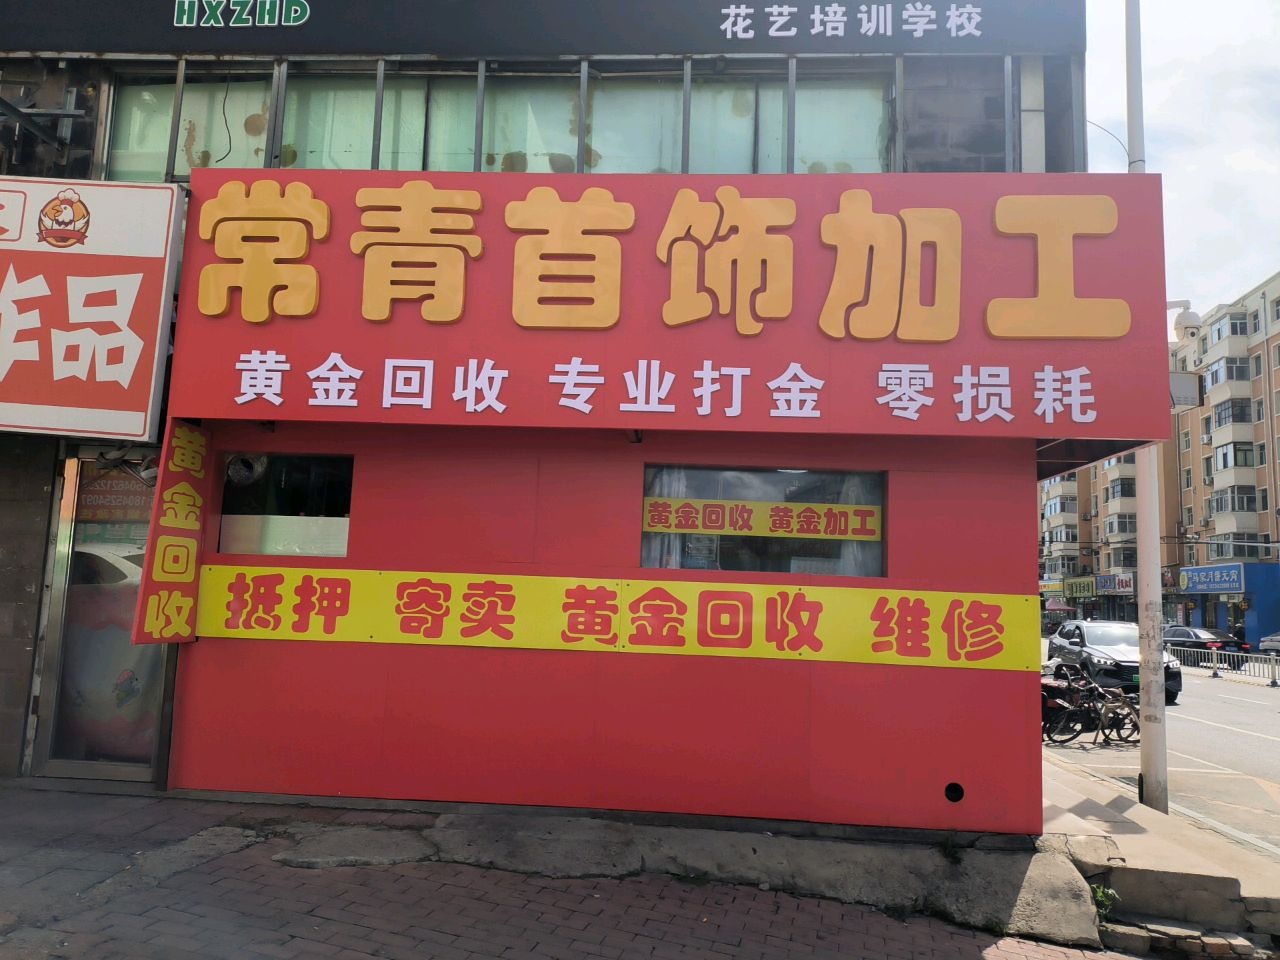 HXZHD
花艺培训学校
作品
常青首饰加工
黄金回收 专业打金 零损耗
黄金回收
黄金回收 黄金加工
抵押 寄卖 黄金回收 维修